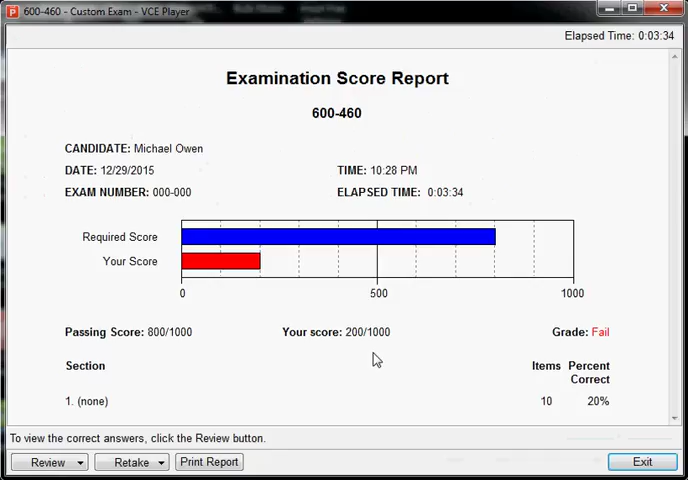 600-460 - Custom Exam - VCE Player
Elapsed Time: 0:03:34
Examination Score Report
600-460
CANDIDATE: Michael Owen
DATE: 12/29/2015 TIME: 10:28 PM
EXAM NUMBER: 000-000 ELAPSED TIME: 0:03:34
Required Score
Your Score
0 500 1000
Passing Score: 800/1000 Your score: 200/1000 Grade: Fail
Section Items Percent
Correct
1. (none) 10 20%
To view the correct answers, click the Review button.
Review Retake Print Report Exit